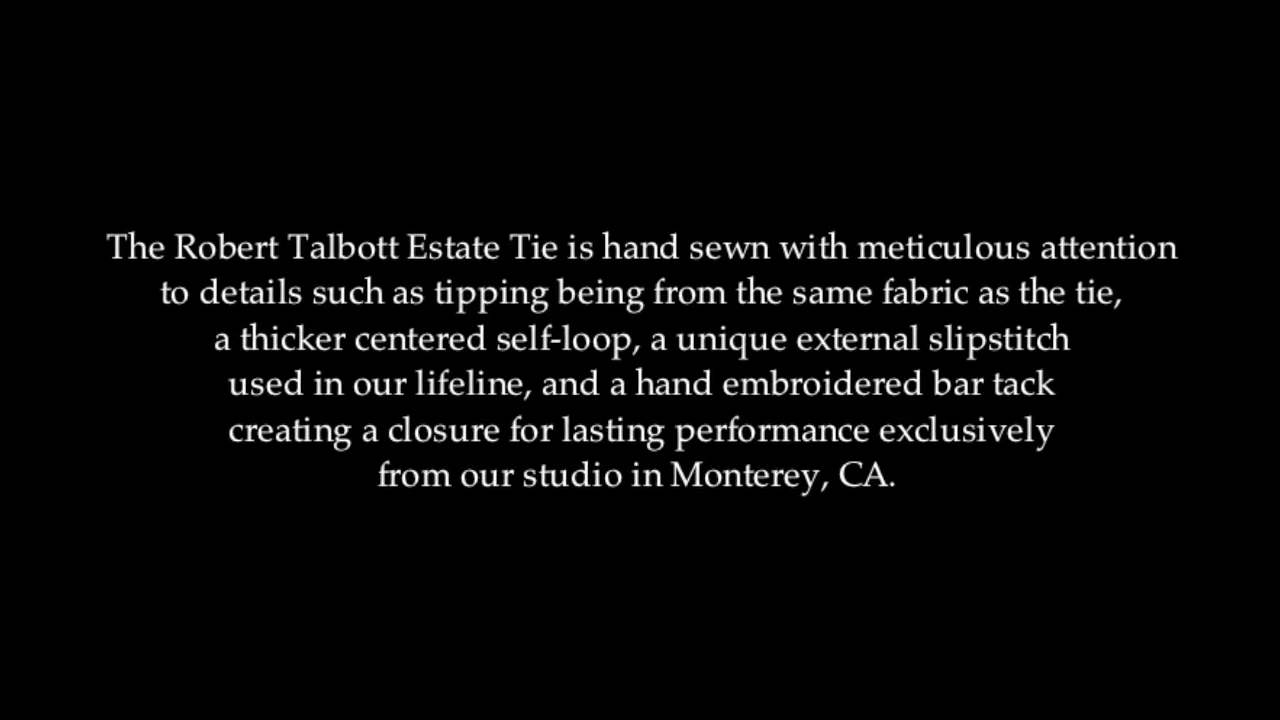 The Robert Talbott Estate Tie is hand sewn with meticulous attention
to details such as tipping being from the same fabric as the tie,
a thicker centered self-loop, a unique external slipstitch
used in our lifeline, and a hand embroidered bar tack
creating a closure for lasting performance exclusively
from our studio in Monterey, CA.